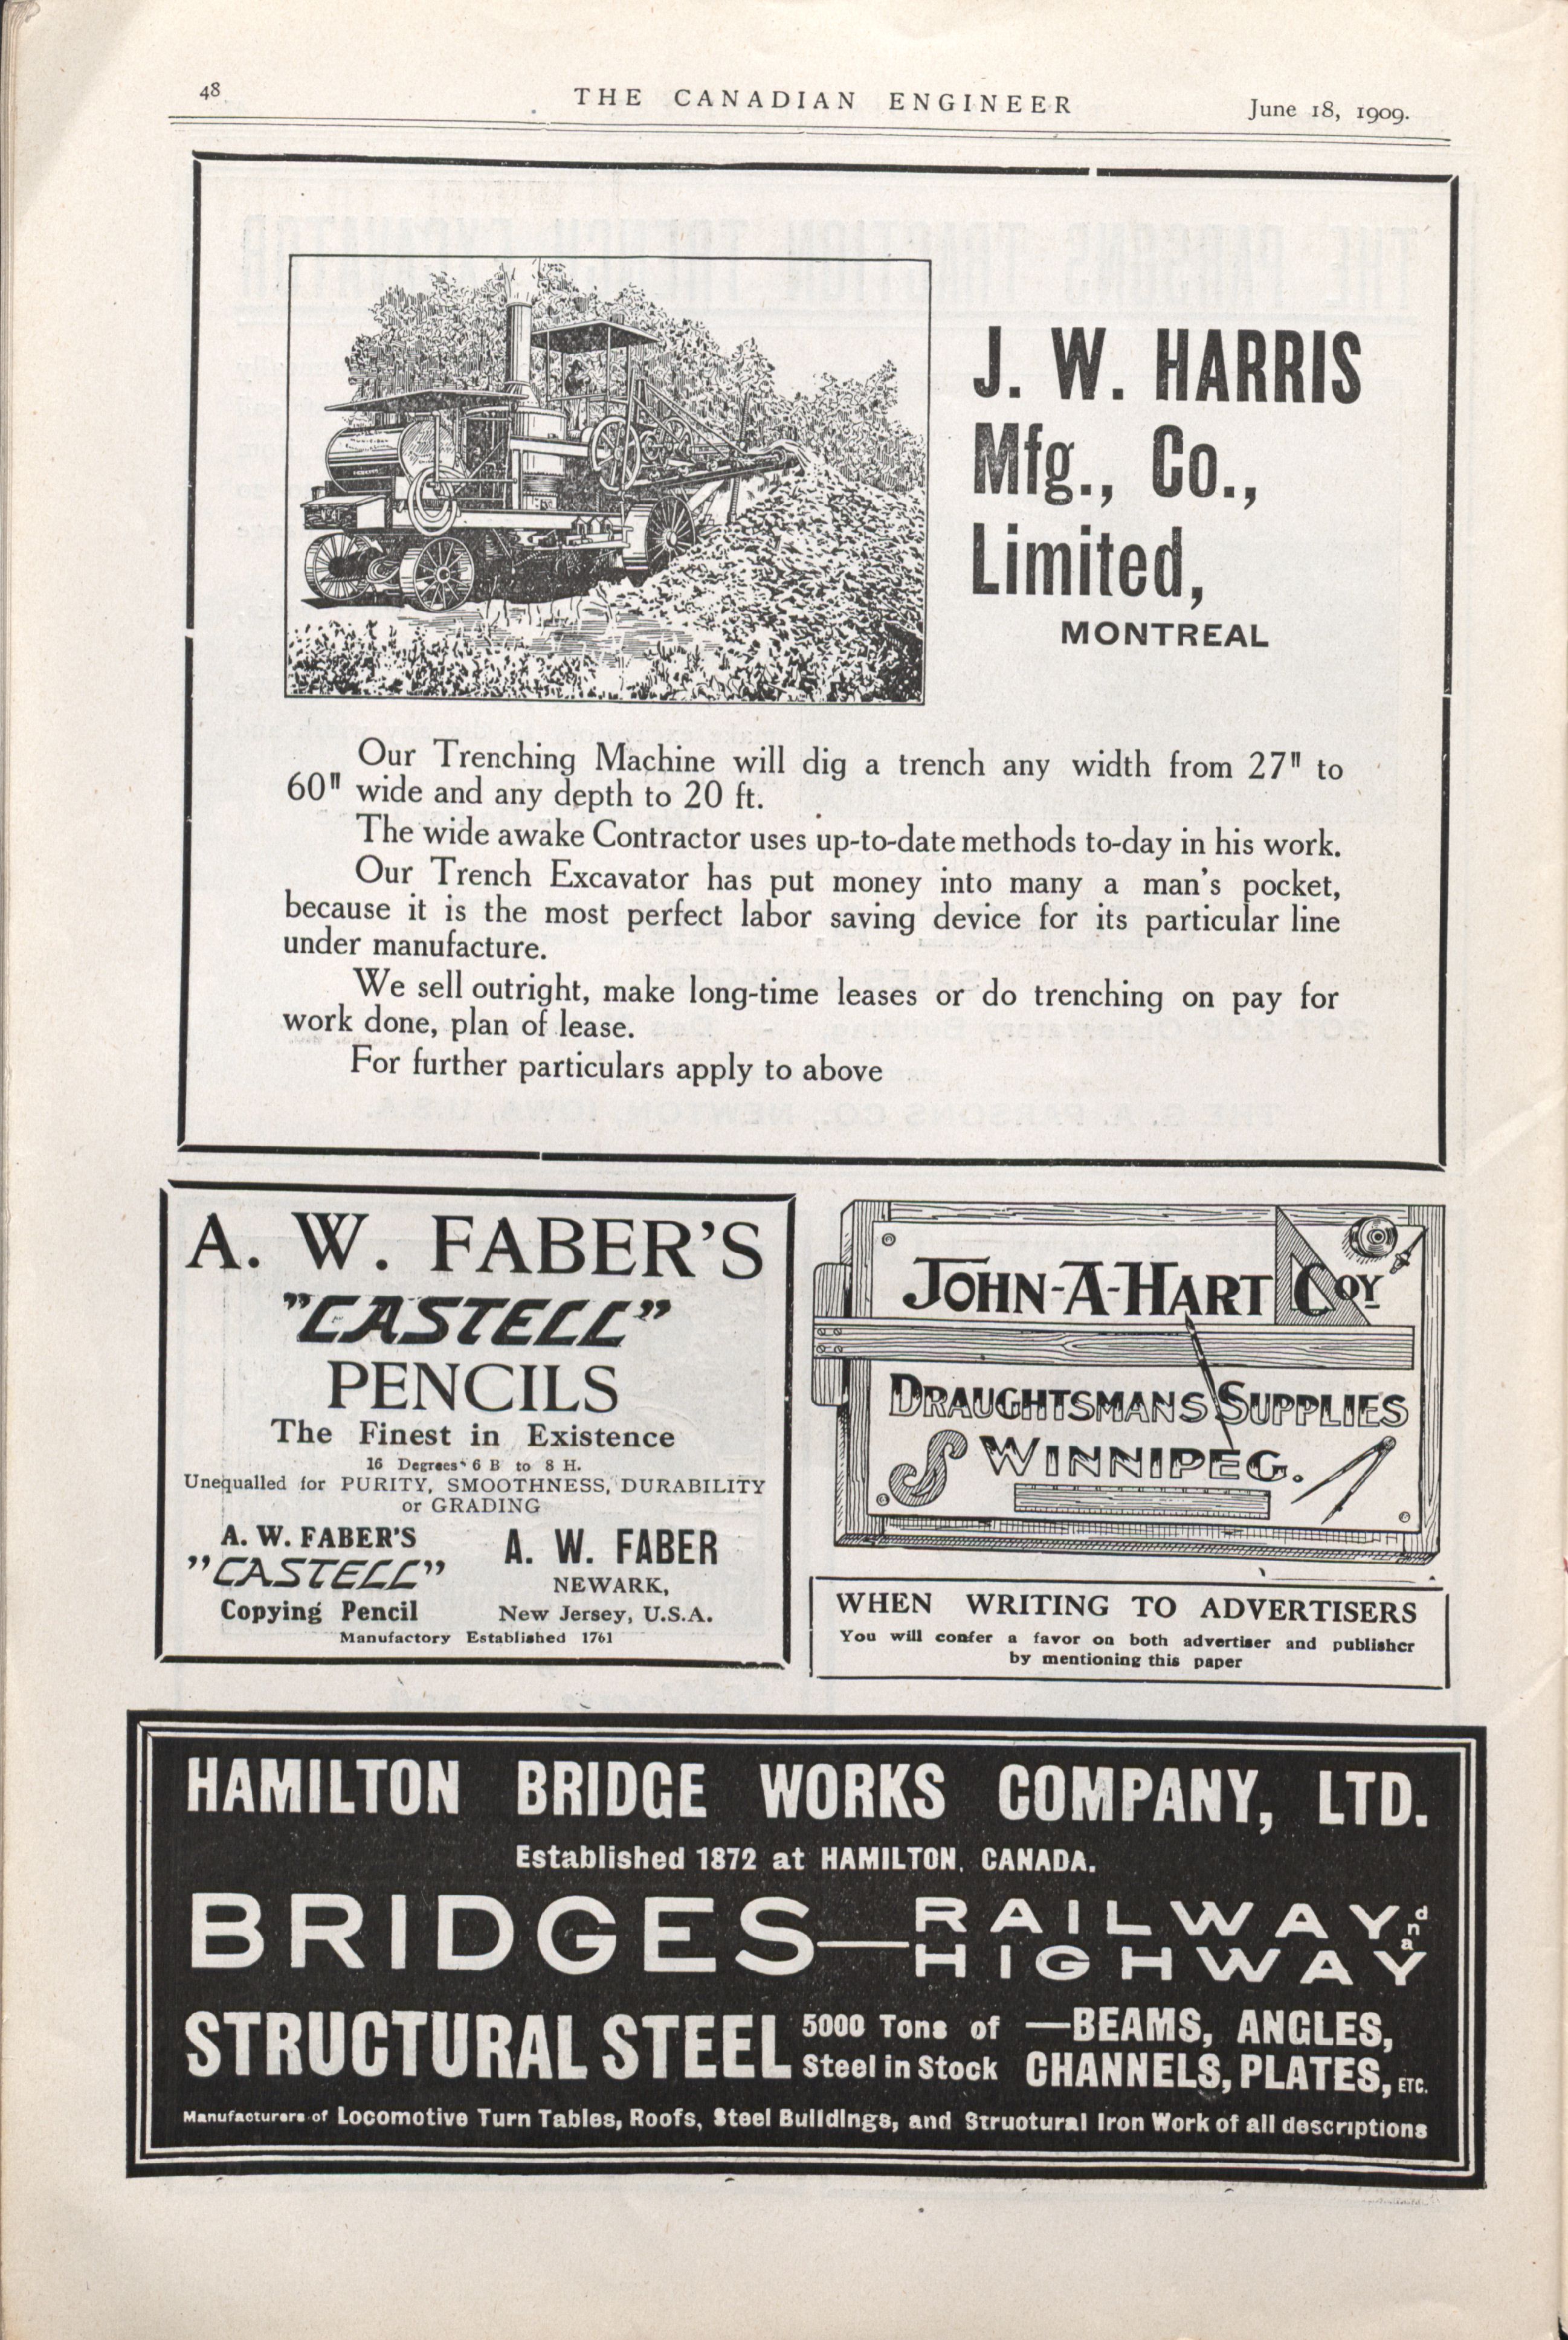 48
THE CANADIAN ENGINEER
June 18, 1909.
J. W. HARRIS
Mfg., Co.,
Limited,
MONTREAL
Our Trenching Machine will dig a trench any width from 27" to
60" wide and any depth to 20 ft.
The wide awake Contractor uses up-to-date methods to-day in his work.
Our Trench Excavator has put money into many a man's pocket,
because it is the most perfect labor saving device for its particular line
under manufacture.
We sell outright, make long-time leases or do trenching on pay for
work done, plan of lease.
For further particulars apply to above
A. W. FABER'S
"CASTELL"
PENCILS
The Finest in Existence
16 Degrees 6 B to 8 H.
Unequalled for PURITY, SMOOTHNESS, DURABILITY
or GRADING
A. W. FABER'S
"CASTELL"
Copying Pencil
A. W. FABER
NEWARK,
New Jersey, U.S.A.
Manufactory Established 1761
JOHN-A-HART COY
DRAUGHTSMANS SUPPLIES
WINNIPEG.
WHEN WRITING TO ADVERTISERS
You will confer a favor on both advertiser and publisher
by mentioning this paper
HAMILTON BRIDGE WORKS COMPANY, LTD.
Established 1872 at HAMILTON, CANADA.
BRIDGES—RAILWAY and
HIGHWAY
STRUCTURAL STEEL 5000 Tons of —BEAMS, ANGLES,
Steel in Stock CHANNELS, PLATES, ETC.
Manufacturers of Locomotive Turn Tables, Roofs, Steel Buildings, and Structural Iron Work of all descriptions